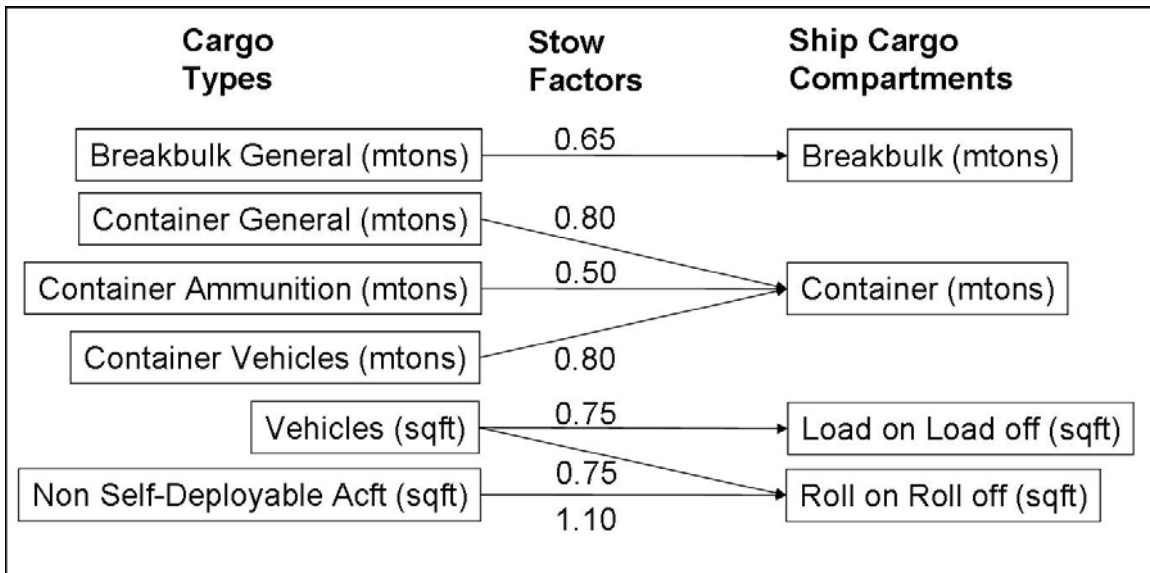 Cargo Types
Stow Factors
Ship Cargo Compartments
Breakbulk General (mtons)
0.65
Breakbulk (mtons)
Container General (mtons)
0.80
Container Ammunition (mtons)
0.50
Container (mtons)
Container Vehicles (mtons)
0.80
Vehicles (sqft)
0.75
Load on Load off (sqft)
0.75
Non Self-Deployable Acft (sqft)
1.10
Roll on Roll off (sqft)